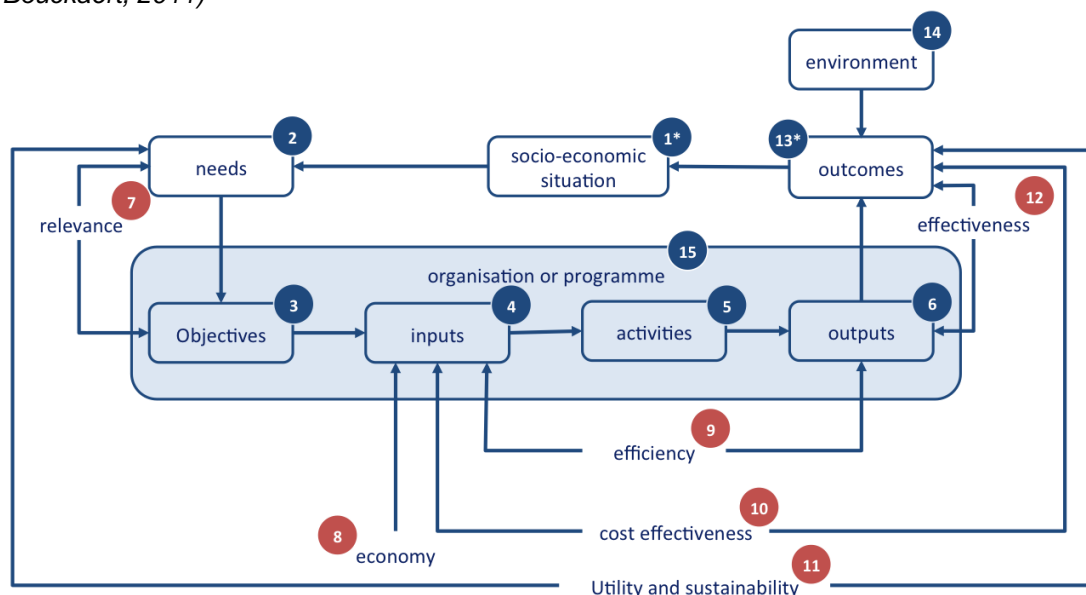 14
environment
2
needs
1*
socio-economic
situation
13*
outcomes
7
relevance
12
effectiveness
15
organisation or programme
3
Objectives
4
inputs
5
activities
6
outputs
9
efficiency
10
cost effectiveness
8
economy
11
Utility and sustainability